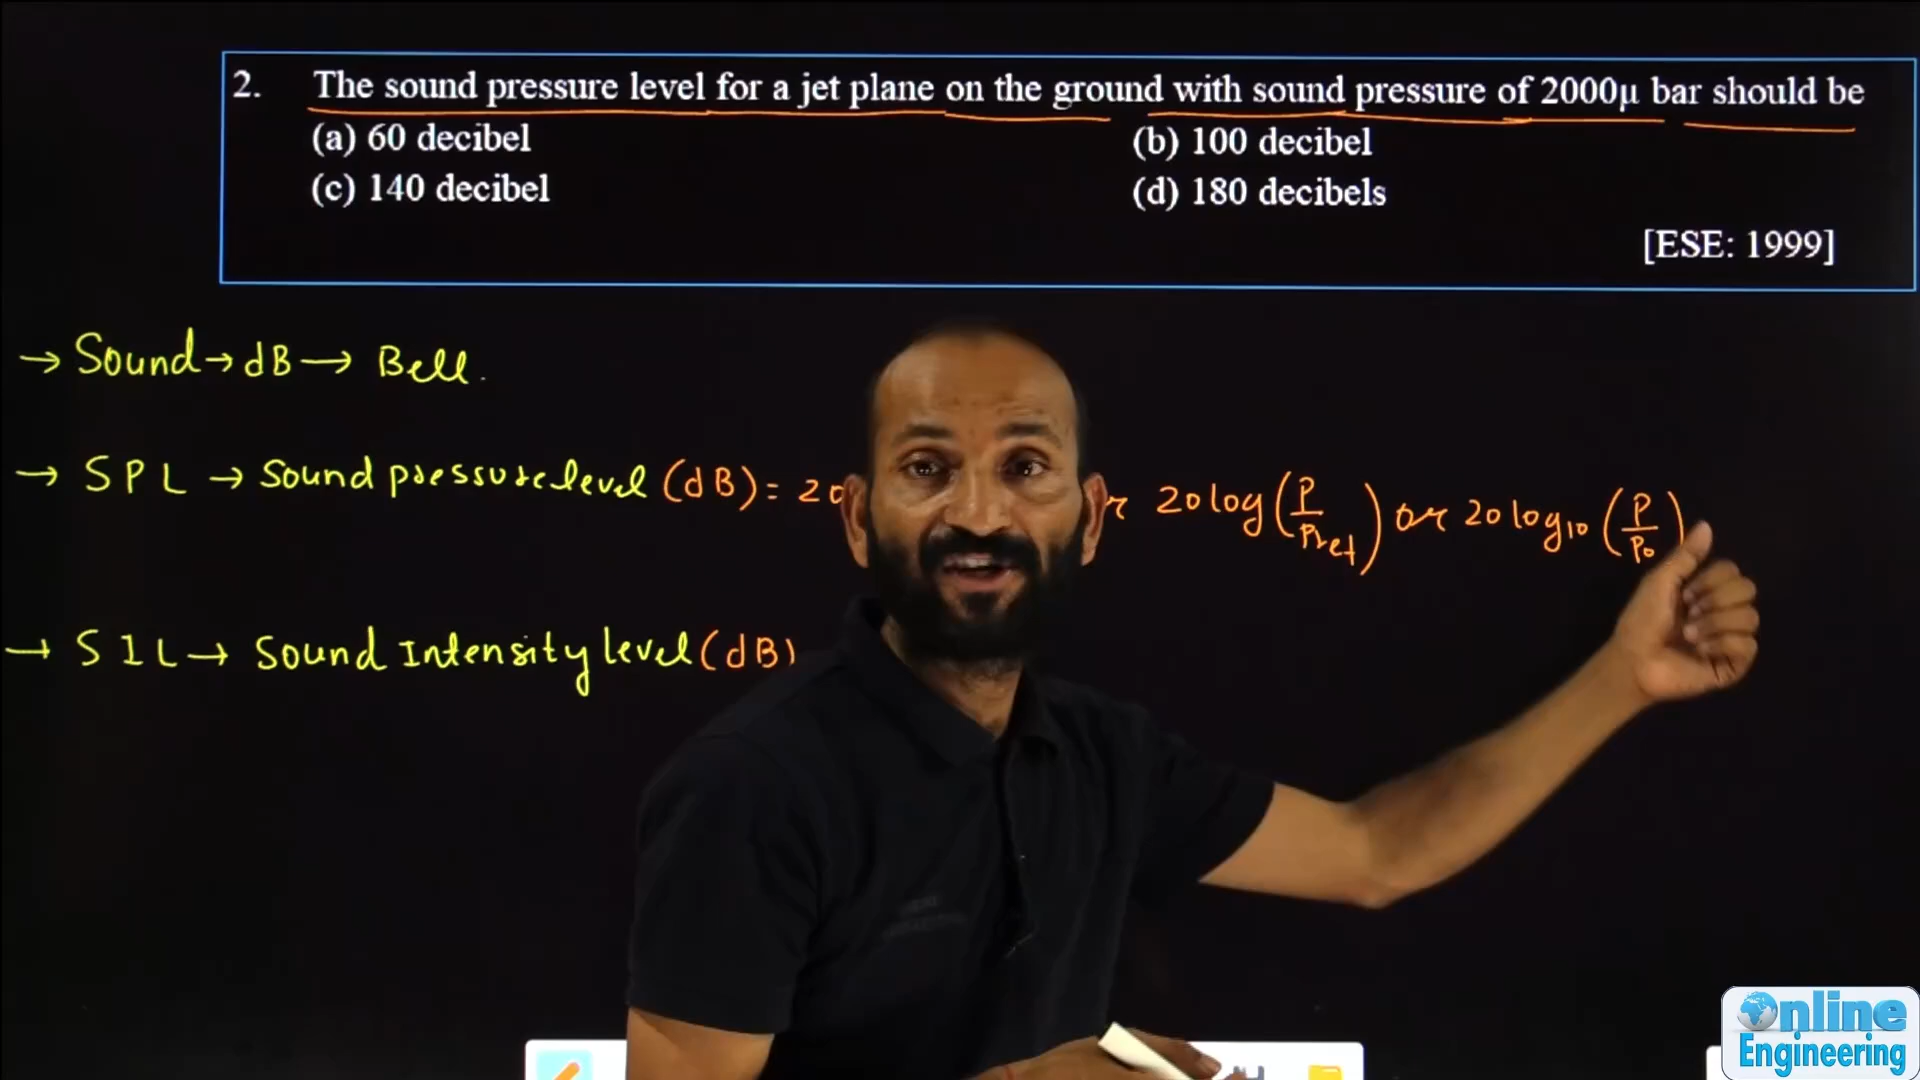 2. The sound pressure level for a jet plane on the ground with sound pressure of 2000μ bar should be
(a) 60 decibel (b) 100 decibel
(c) 140 decibel (d) 180 decibels
[ESE: 1999]
→ Sound → dB → Bell.
→ SPL → Sound pressure level (dB) = 20 log (P/Pref) or 20 log10 (P/P0)
→ SIL → Sound Intensity level (dB)
Online
Engineering